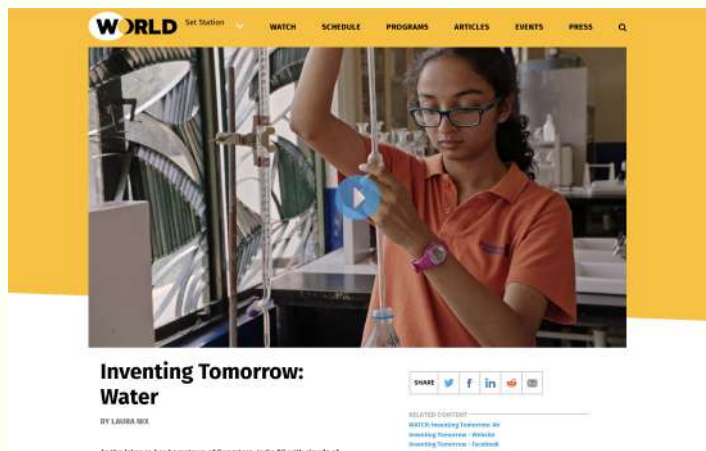 WORLD
Set Station
WATCH SCHEDULE PROGRAMS ARTICLES EVENTS PRESS
Inventing Tomorrow:
Water
BY LAURA NIX
SHARE
RELATED CONTENT
WATCH Inventing Tomorrow: Air
Inventing Tomorrow - Website
Inventing Tomorrow - Facebook